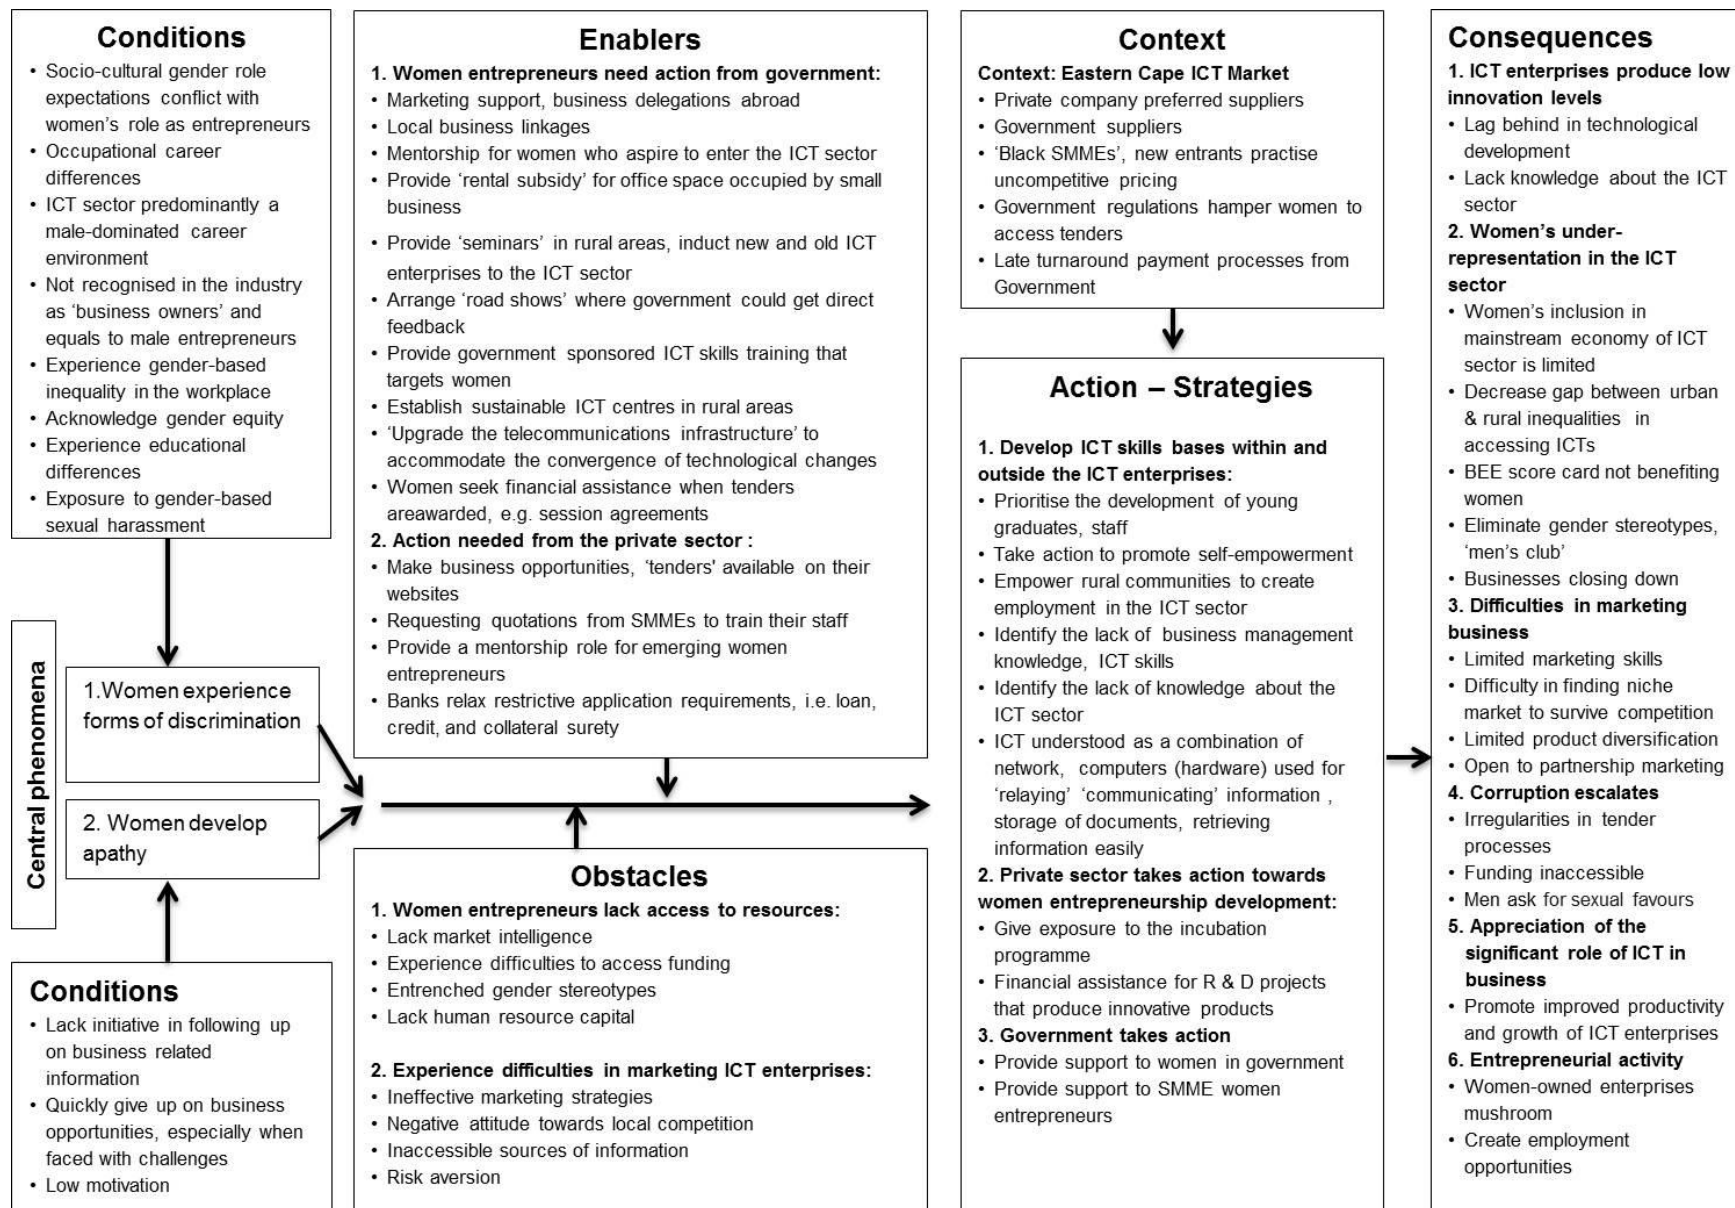 Conditions
• Socio-cultural gender role
expectations conflict with
women's role as entrepreneurs
• Occupational career
differences
• ICT sector predominantly a
male-dominated career
environment
• Not recognised in the industry
as 'business owners' and
equals to male entrepreneurs
• Experience gender-based
inequality in the workplace
• Acknowledge gender equity
• Experience educational
differences
• Exposure to gender-based
sexual harassment
Central phenomena
1.Women experience
forms of discrimination
2. Women develop
apathy
Conditions
• Lack initiative in following up
on business related
information
• Quickly give up on business
opportunities, especially when
faced with challenges
• Low motivation
Enablers
1. Women entrepreneurs need action from government:
• Marketing support, business delegations abroad
• Local business linkages
• Mentorship for women who aspire to enter the ICT sector
• Provide 'rental subsidy' for office space occupied by small
business
• Provide 'seminars' in rural areas, induct new and old ICT
enterprises to the ICT sector
• Arrange 'road shows' where government could get direct
feedback
• Provide government sponsored ICT skills training that
targets women
• Establish sustainable ICT centres in rural areas
• 'Upgrade the telecommunications infrastructure' to
accommodate the convergence of technological changes
• Women seek financial assistance when tenders
areawarded, e.g. session agreements
2. Action needed from the private sector :
• Make business opportunities, 'tenders' available on their
websites
• Requesting quotations from SMMEs to train their staff
• Provide a mentorship role for emerging women
entrepreneurs
• Banks relax restrictive application requirements, i.e. loan,
credit, and collateral surety
Obstacles
1. Women entrepreneurs lack access to resources:
• Lack market intelligence
• Experience difficulties to access funding
• Entrenched gender stereotypes
• Lack human resource capital
2. Experience difficulties in marketing ICT enterprises:
• Ineffective marketing strategies
• Negative attitude towards local competition
• Inaccessible sources of information
• Risk aversion
Context
Context: Eastern Cape ICT Market
• Private company preferred suppliers
• Government suppliers
• 'Black SMMEs', new entrants practise
uncompetitive pricing
• Government regulations hamper women to
access tenders
• Late turnaround payment processes from
Government
Action – Strategies
1. Develop ICT skills bases within and
outside the ICT enterprises:
• Prioritise the development of young
graduates, staff
• Take action to promote self-empowerment
• Empower rural communities to create
employment in the ICT sector
• Identify the lack of business management
knowledge, ICT skills
• Identify the lack of knowledge about the
ICT sector
• ICT understood as a combination of
network, computers (hardware) used for
'relaying' 'communicating' information ,
storage of documents, retrieving
information easily
2. Private sector takes action towards
women entrepreneurship development:
• Give exposure to the incubation
programme
• Financial assistance for R & D projects
that produce innovative products
3. Government takes action
• Provide support to women in government
• Provide support to SMME women
entrepreneurs
Consequences
1. ICT enterprises produce low
innovation levels
• Lag behind in technological
development
• Lack knowledge about the ICT
sector
2. Women's under-
representation in the ICT
sector
• Women's inclusion in
mainstream economy of ICT
sector is limited
• Decrease gap between urban
& rural inequalities in
accessing ICTs
• BEE score card not benefiting
women
• Eliminate gender stereotypes,
'men's club'
• Businesses closing down
3. Difficulties in marketing
business
• Limited marketing skills
• Difficulty in finding niche
market to survive competition
• Limited product diversification
• Open to partnership marketing
4. Corruption escalates
• Irregularities in tender
processes
• Funding inaccessible
• Men ask for sexual favours
5. Appreciation of the
significant role of ICT in
business
• Promote improved productivity
and growth of ICT enterprises
6. Entrepreneurial activity
• Women-owned enterprises
mushroom
• Create employment
opportunities